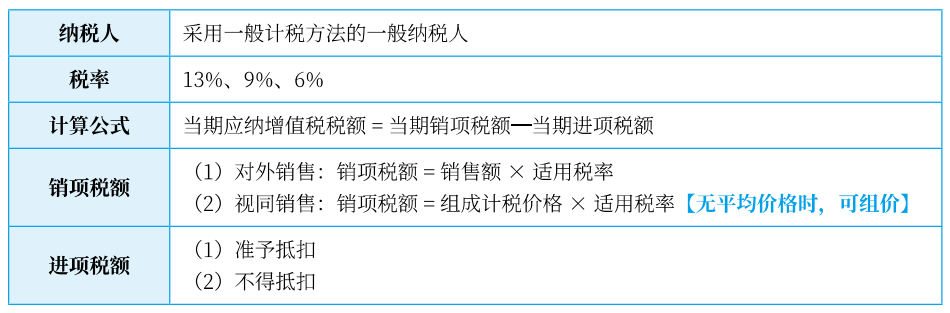 纳税人 采用一般计税方法的一般纳税人
税率 13%、9%、6%
计算公式 当期应纳增值税税额 = 当期销项税额—当期进项税额
销项税额
（1）对外销售：销项税额 = 销售额 × 适用税率
（2）视同销售：销项税额 = 组成计税价格 × 适用税率【无平均价格时，可组价】
进项税额
（1）准予抵扣
（2）不得抵扣